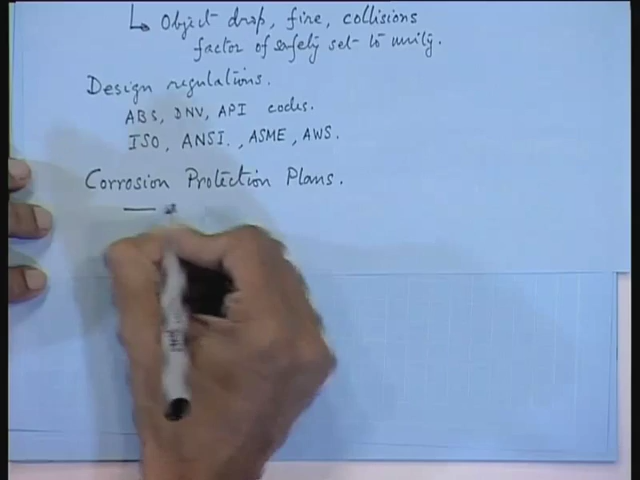 ↳ Object drop, fire, collisions
factor of safety set to unity.
Design regulations.
ABS, DNV, API codes.
ISO, ANSI., ASME, AWS.
Corrosion Protection Plans.
—